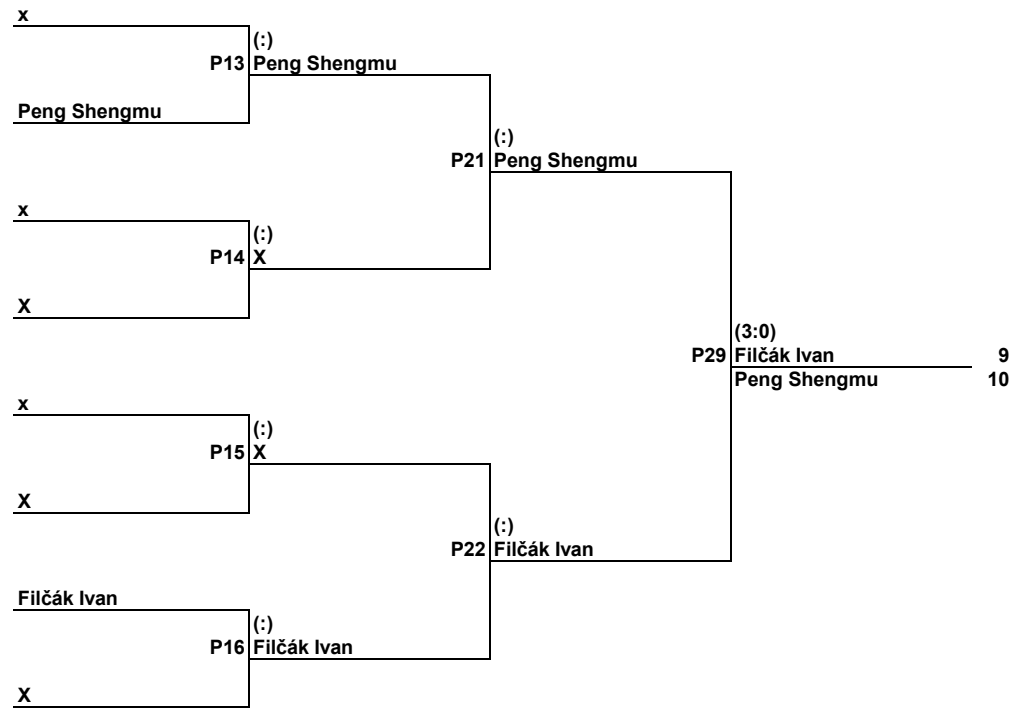 x
(:)
P13 Peng Shengmu
Peng Shengmu
(:)
P21 Peng Shengmu
x
(:)
P14 X
X
(3:0)
P29 Filčák Ivan 9
Peng Shengmu 10
x
(:)
P15 X
X
(:)
P22 Filčák Ivan
Filčák Ivan
(:)
P16 Filčák Ivan
X